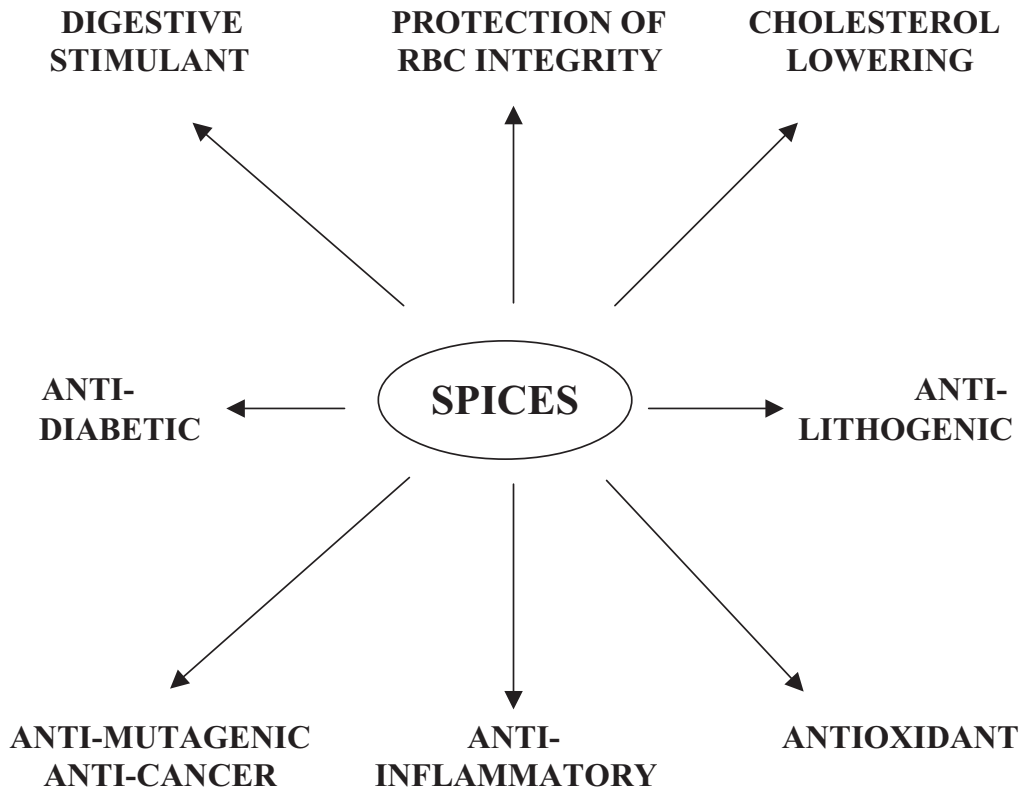 DIGESTIVE
STIMULANT
PROTECTION OF
RBC INTEGRITY
CHOLESTEROL
LOWERING
ANTI-
DIABETIC
SPICES
ANTI-
LITHOGENIC
ANTI-MUTAGENIC
ANTI-CANCER
ANTI-
INFLAMMATORY
ANTIOXIDANT